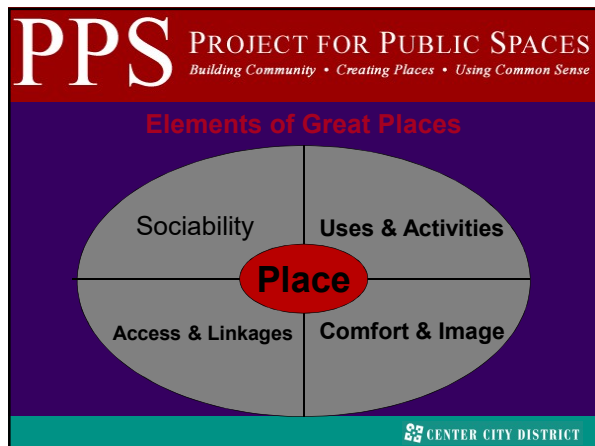 PPS PROJECT FOR PUBLIC SPACES
Building Community • Creating Places • Using Common Sense
Elements of Great Places
Sociability
Uses & Activities
Place
Access & Linkages
Comfort & Image
CENTER CITY DISTRICT